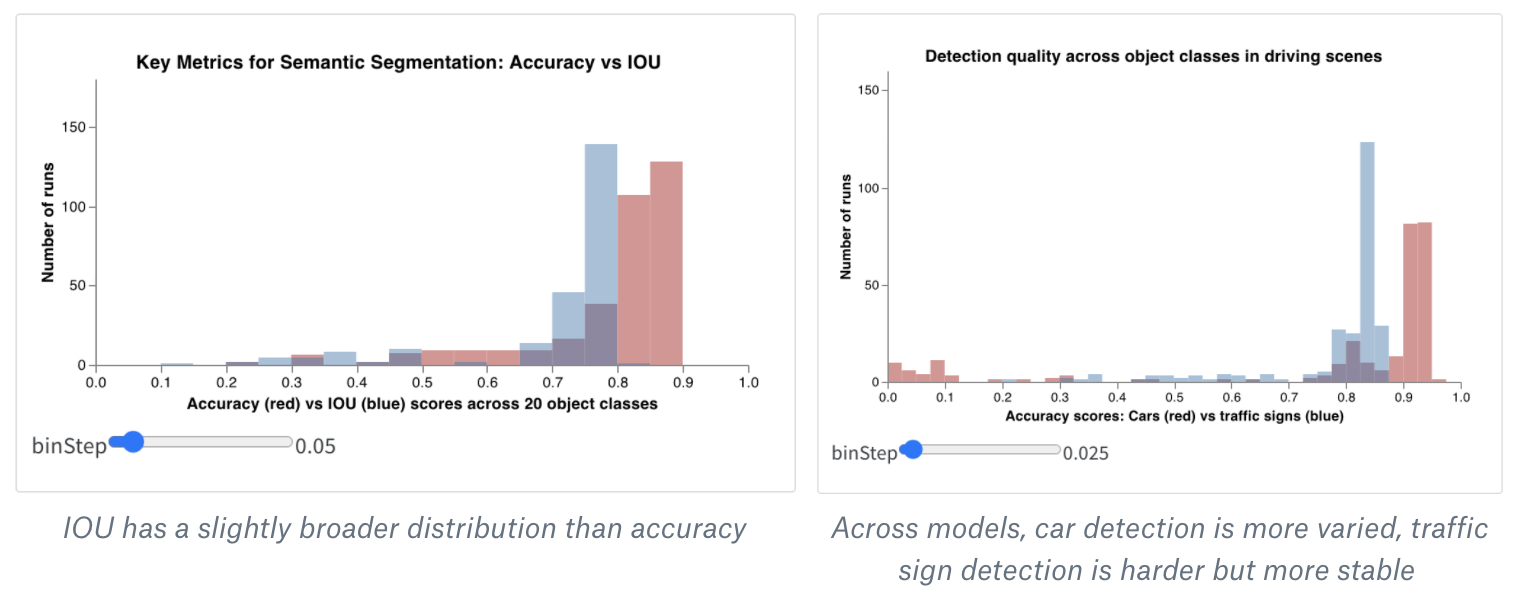 Key Metrics for Semantic Segmentation: Accuracy vs IOU
Number of runs
150
100
50
0
0.0 0.1 0.2 0.3 0.4 0.5 0.6 0.7 0.8 0.9 1.0
Accuracy (red) vs IOU (blue) scores across 20 object classes
binStep 0.05
IOU has a slightly broader distribution than accuracy
Detection quality across object classes in driving scenes
Number of runs
150
100
50
0
0.0 0.1 0.2 0.3 0.4 0.5 0.6 0.7 0.8 0.9 1.0
Accuracy scores: Cars (red) vs traffic signs (blue)
binStep 0.025
Across models, car detection is more varied, traffic
sign detection is harder but more stable